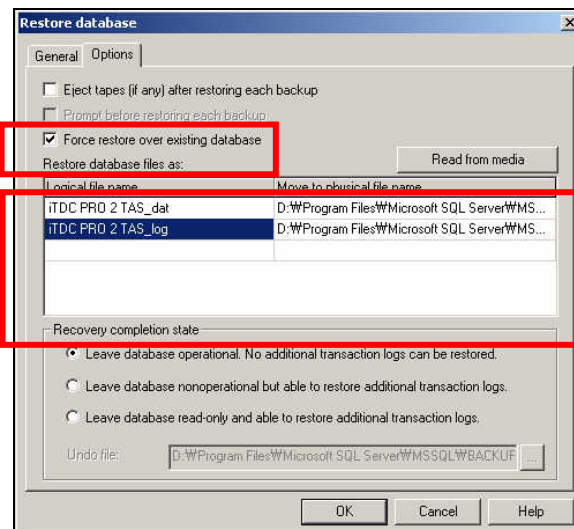 Restore database
General Options
Eject tapes (if any) after restoring each backup
Prompt before restoring each backup
Force restore over existing database
Restore database files as:
Read from media
Logical file name Move to physical file name
iTDC PRO 2 TAS_dat D:₩Program Files₩Microsoft SQL Server₩MS...
iTDC PRO 2 TAS_log D:₩Program Files₩Microsoft SQL Server₩MS...
Recovery completion state
Leave database operational. No additional transaction logs can be restored.
Leave database nonoperational but able to restore additional transaction logs.
Leave database read-only and able to restore additional transaction logs.
Undo file: D:₩Program Files₩Microsoft SQL Server₩MSSQL₩BACKUP ...
OK Cancel Help